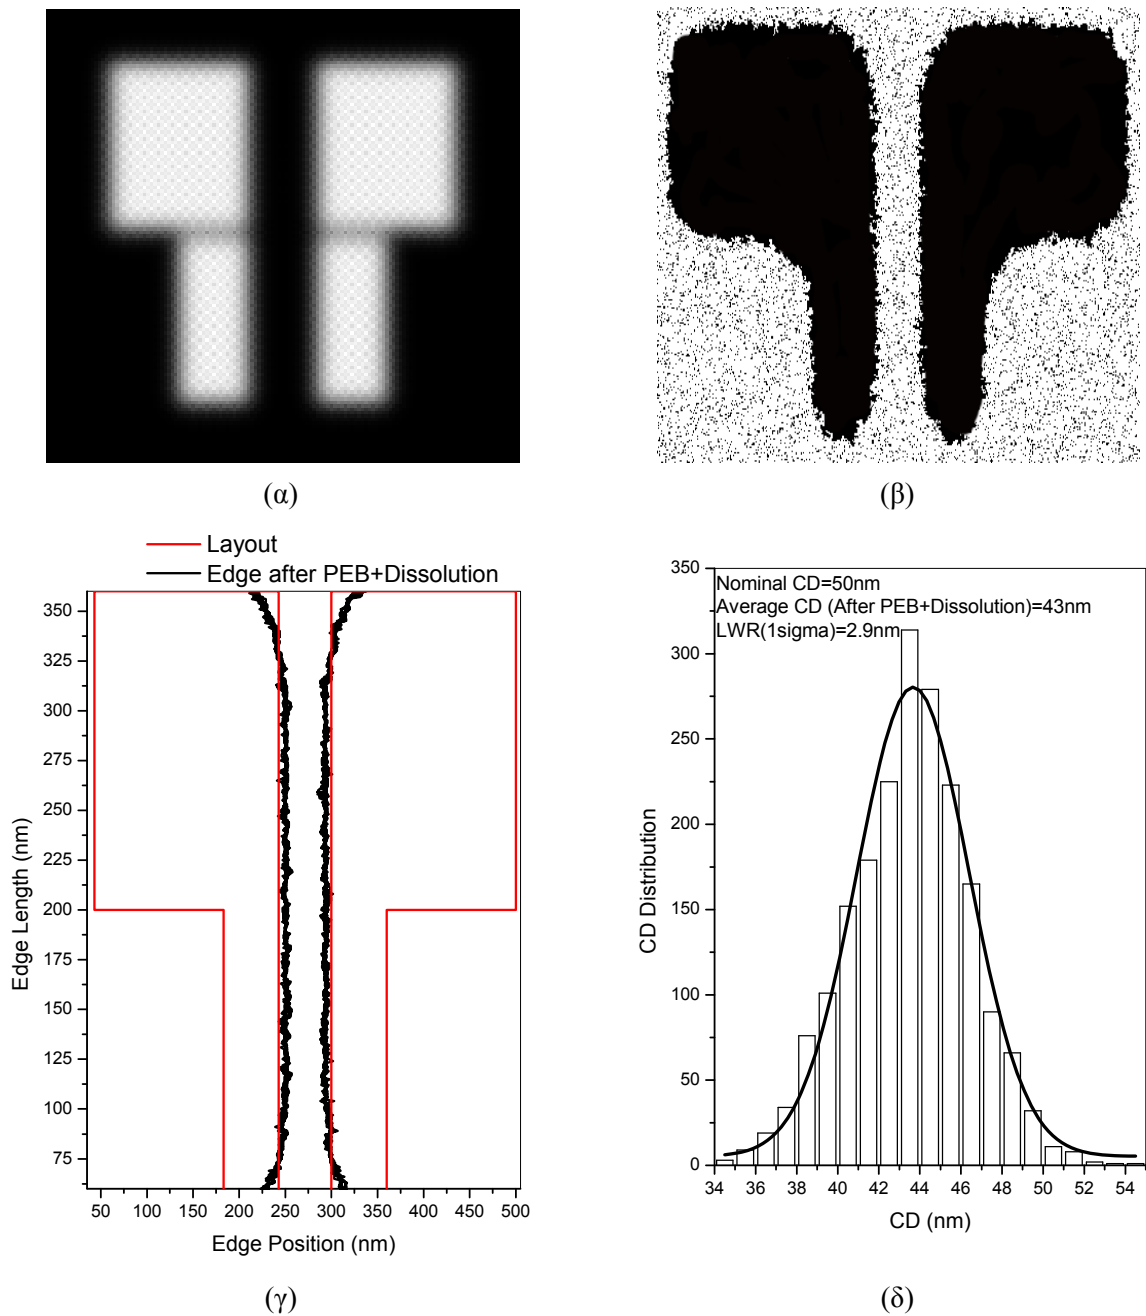 (α)
(β)
Layout
Edge after PEB+Dissolution
350
325
300
275
250
225
200
175
150
125
100
75
Edge Length (nm)
50 100 150 200 250 300 350 400 450 500
Edge Position (nm)
(γ)
Nominal CD=50nm
Average CD (After PEB+Dissolution)=43nm
LWR(1sigma)=2.9nm
350
300
250
200
150
100
50
0
CD Distribution
34 36 38 40 42 44 46 48 50 52 54
CD (nm)
(δ)